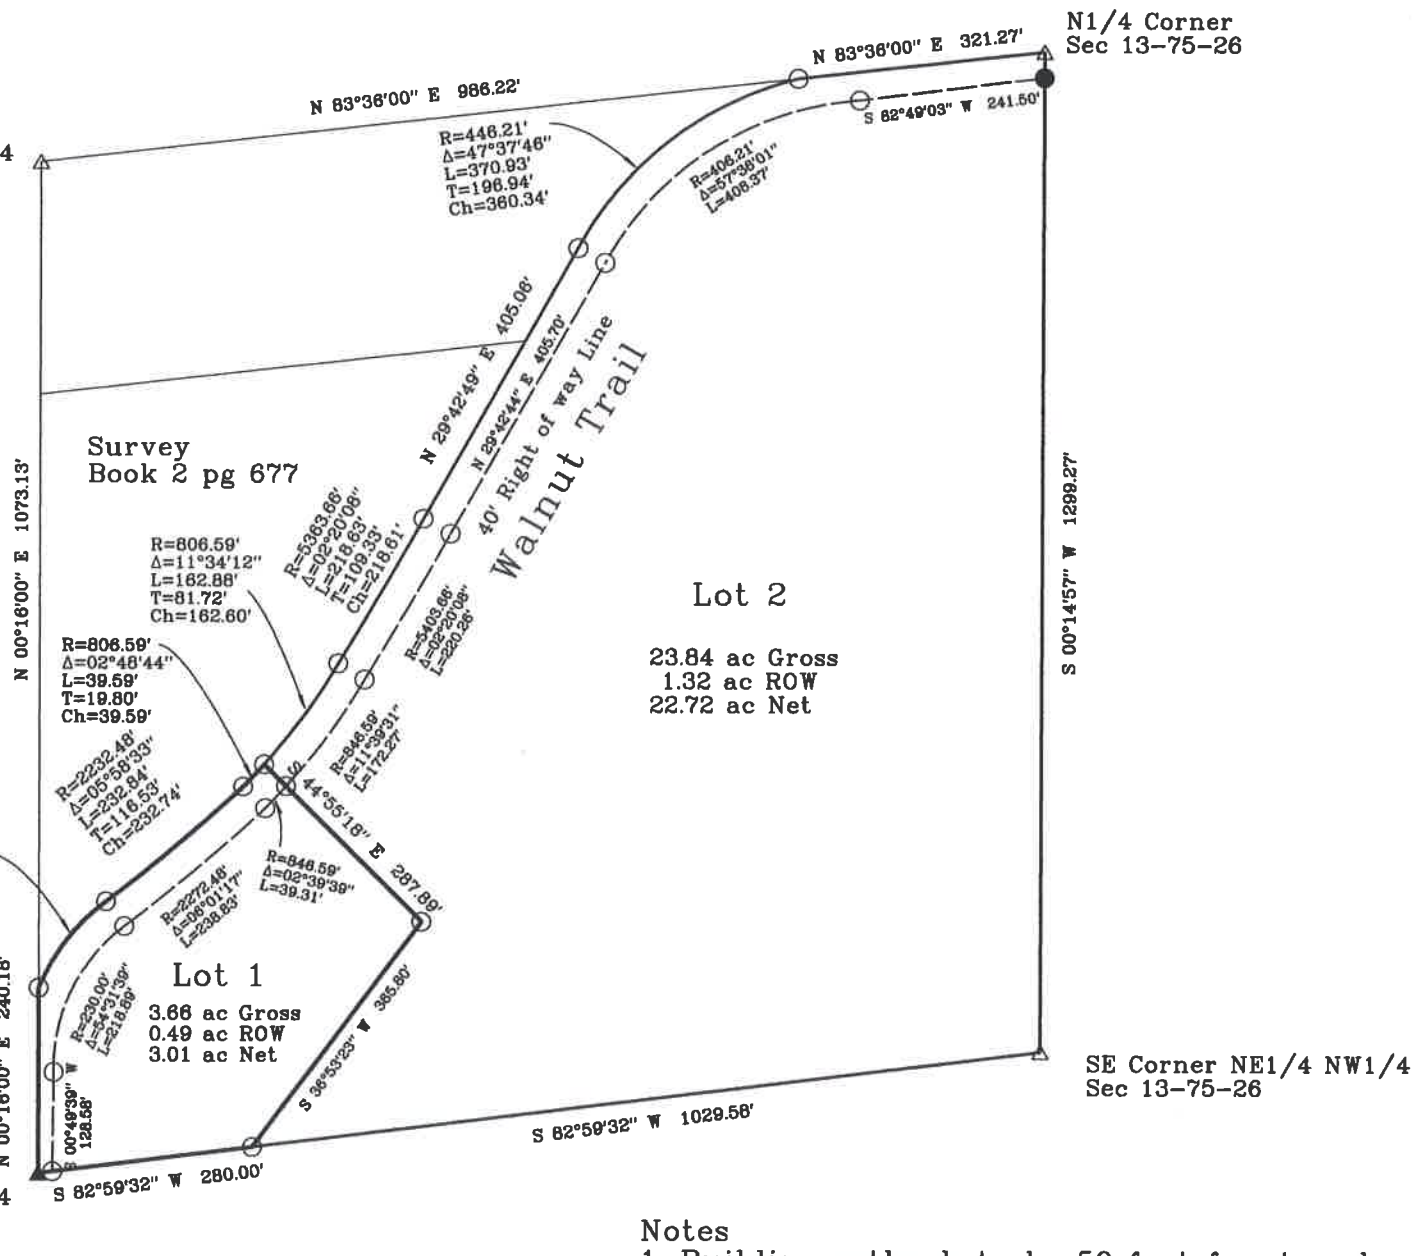 N1/4 Corner
Sec 13-75-26
N 83°36'00" E 321.27'
N 83°36'00" E 986.22'
S 82°49'03" W 241.50'
4
R=446.21'
Δ=47°37'46"
L=370.93'
T=196.94'
Ch=360.34'
R=406.21'
Δ=57°36'01"
L=408.37'
N 29°42'49" E 405.06'
N 29°42'44" E 405.70'
40' Right of way Line
Walnut Trail
Survey
Book 2 pg 677
N 00°16'00" E 1073.13'
S 00°14'57" W 1299.27'
R=5363.66'
Δ=02°20'08"
L=218.63'
T=109.33'
Ch=218.61'
R=806.59'
Δ=11°34'12"
L=162.88'
T=81.72'
Ch=162.60'
R=5403.66'
Δ=02°20'08"
L=220.26'
Lot 2
23.84 ac Gross
1.32 ac ROW
22.72 ac Net
R=806.59'
Δ=02°48'44"
L=39.59'
T=19.80'
Ch=39.59'
R=846.59'
Δ=11°39'31"
L=172.27'
R=2232.48'
Δ=05°58'33"
L=232.84'
T=116.53'
Ch=232.74'
S 44°55'18" E 287.89'
R=846.59'
Δ=02°39'39"
L=39.31'
R=2272.48'
Δ=06°01'17"
L=238.83'
Lot 1
3.66 ac Gross
0.49 ac ROW
3.01 ac Net
R=230.00'
Δ=54°31'39"
L=218.89'
N 00°16'00" E 240.18'
S 00°49'39" W
128.58'
S 36°53'23" W 365.80'
SE Corner NE1/4 NW1/4
Sec 13-75-26
S 82°59'32" W 1029.58'
S 82°59'32" W 280.00'
4
Notes